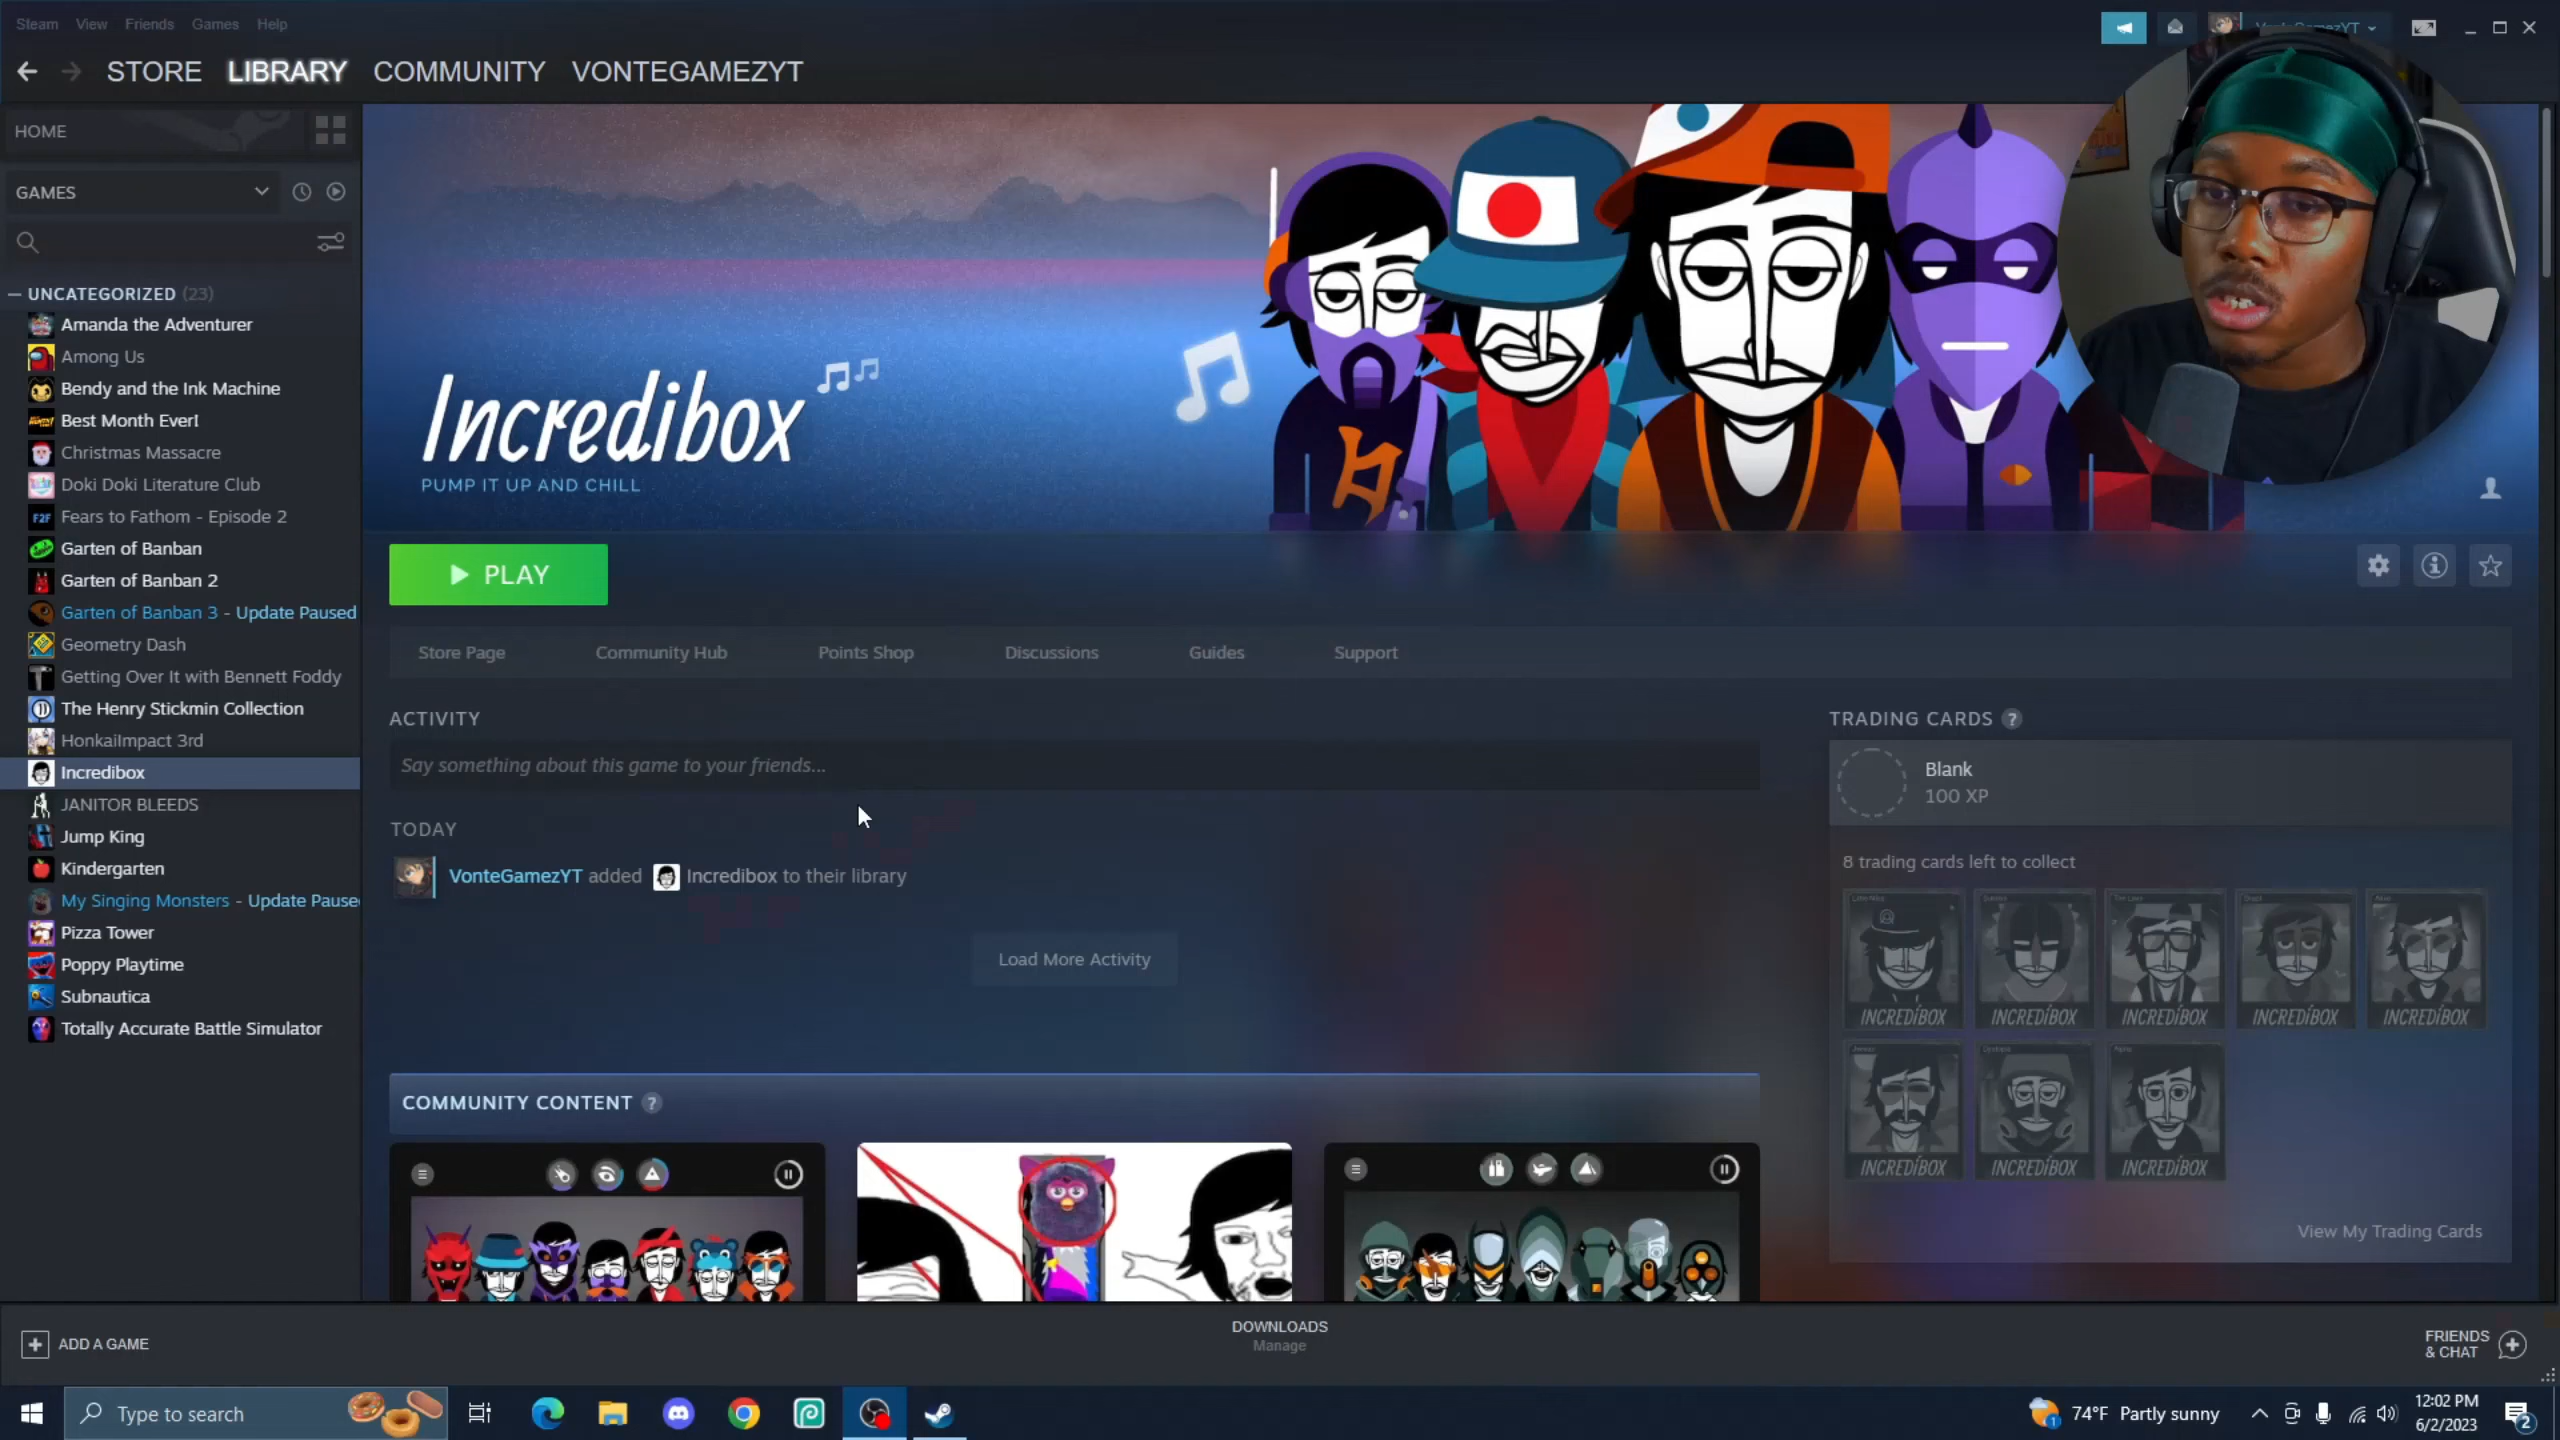 Steam View Friends Games Help
STORE LIBRARY COMMUNITY VONTEGAMEZYT
HOME
GAMES
UNCATEGORIZED (23)
Amanda the Adventurer
Among Us
Bendy and the Ink Machine
Best Month Ever!
Christmas Massacre
Doki Doki Literature Club
Fears to Fathom - Episode 2
Garten of Banban
Garten of Banban 2
Garten of Banban 3 - Update Paused
Geometry Dash
Getting Over It with Bennett Foddy
The Henry Stickmin Collection
HonkaiImpact 3rd
Incredibox
JANITOR BLEEDS
Jump King
Kindergarten
My Singing Monsters - Update Pause
Pizza Tower
Poppy Playtime
Subnautica
Totally Accurate Battle Simulator
Incredibox
PUMP IT UP AND CHILL
PLAY
Store Page Community Hub Points Shop Discussions Guides Support
ACTIVITY
Say something about this game to your friends...
TODAY
VonteGamezYT added Incredibox to their library
Load More Activity
COMMUNITY CONTENT ?
TRADING CARDS ?
Blank
100 XP
8 trading cards left to collect
INCREDIBOX INCREDIBOX INCREDIBOX INCREDIBOX INCREDIBOX
INCREDIBOX INCREDIBOX INCREDIBOX
View My Trading Cards
ADD A GAME
DOWNLOADS
Manage
FRIENDS
& CHAT
Type to search
74°F Partly sunny
12:02 PM
6/2/2023
2